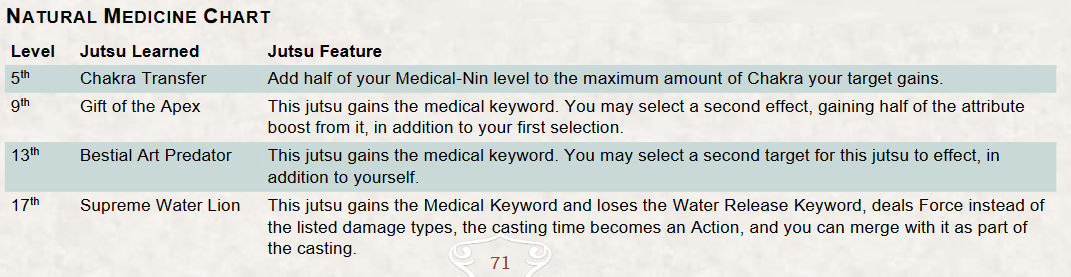 NATURAL MEDICINE CHART
Level Jutsu Learned Jutsu Feature
5th Chakra Transfer Add half of your Medical-Nin level to the maximum amount of Chakra your target gains.
9th Gift of the Apex This jutsu gains the medical keyword. You may select a second effect, gaining half of the attribute
boost from it, in addition to your first selection.
13th Bestial Art Predator This jutsu gains the medical keyword. You may select a second target for this jutsu to effect, in
addition to yourself.
17th Supreme Water Lion This jutsu gains the Medical Keyword and loses the Water Release Keyword, deals Force instead of
the listed damage types, the casting time becomes an Action, and you can merge with it as part of
the casting.
71